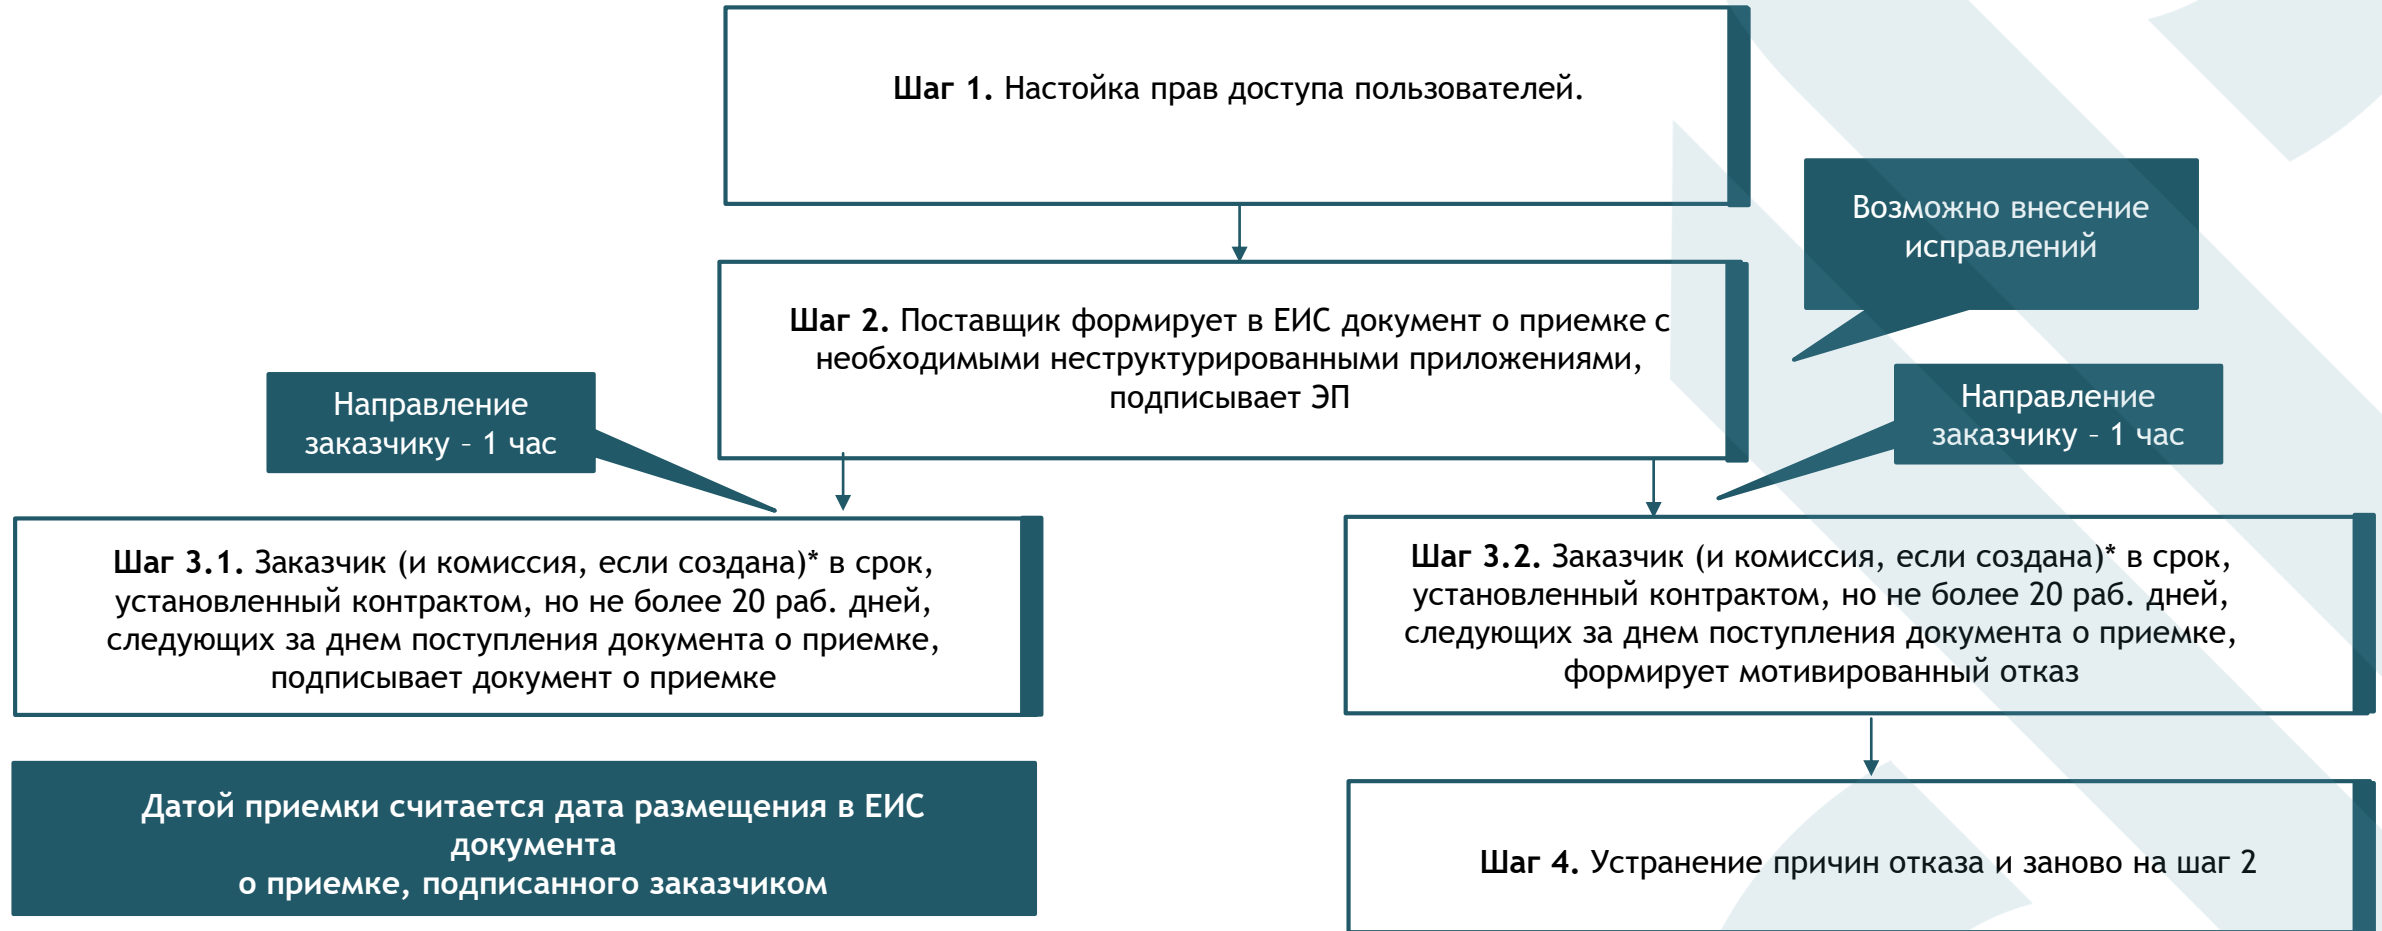 Шаг 1. Настойка прав доступа пользователей.
Возможно внесение
исправлений
Шаг 2. Поставщик формирует в ЕИС документ о приемке с
необходимыми неструктурированными приложениями,
подписывает ЭП
Направление
заказчику – 1 час
Направление
заказчику – 1 час
Шаг 3.1. Заказчик (и комиссия, если создана)* в срок,
установленный контрактом, но не более 20 раб. дней,
следующих за днем поступления документа о приемке,
подписывает документ о приемке
Шаг 3.2. Заказчик (и комиссия, если создана)* в срок,
установленный контрактом, но не более 20 раб. дней,
следующих за днем поступления документа о приемке,
формирует мотивированный отказ
Датой приемки считается дата размещения в ЕИС
документа
о приемке, подписанного заказчиком
Шаг 4. Устранение причин отказа и заново на шаг 2